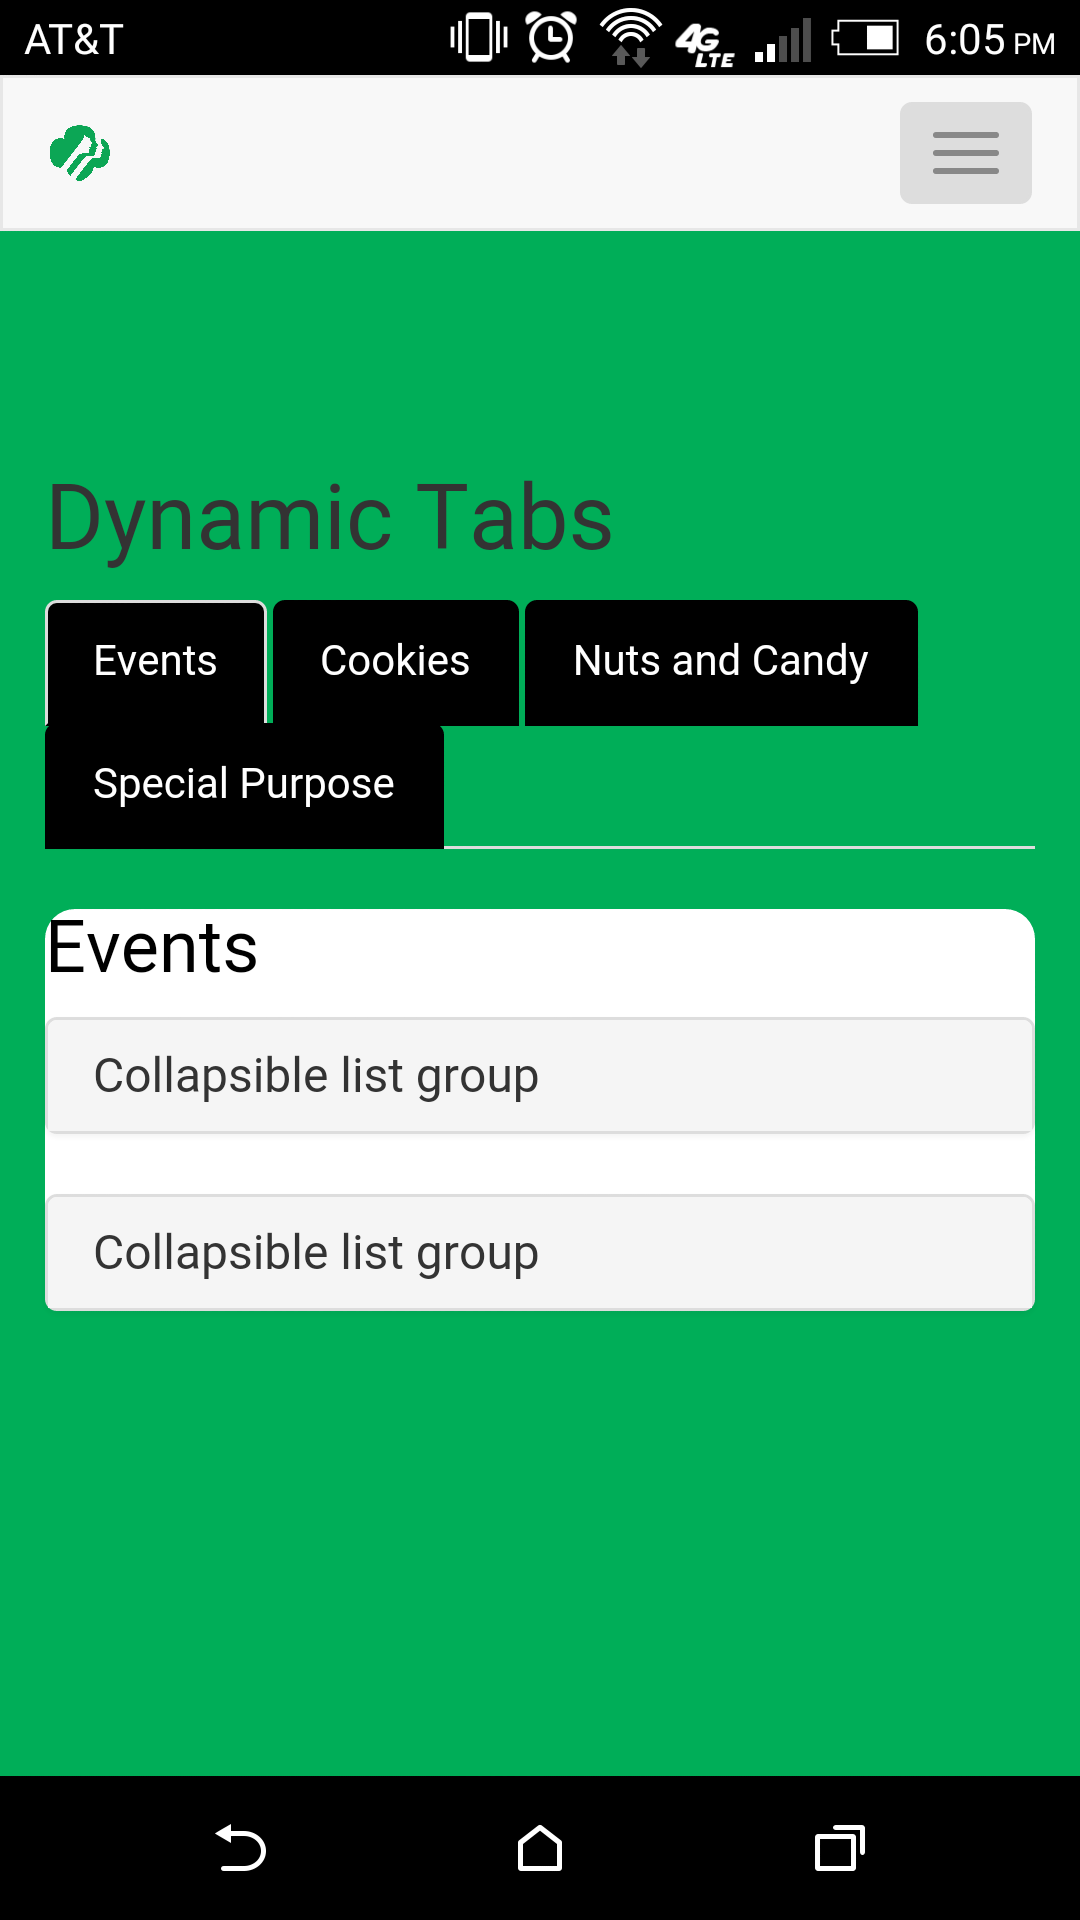 AT&T 4G LTE 6:05 PM
Dynamic Tabs
Events Cookies Nuts and Candy
Special Purpose
Events
Collapsible list group
Collapsible list group